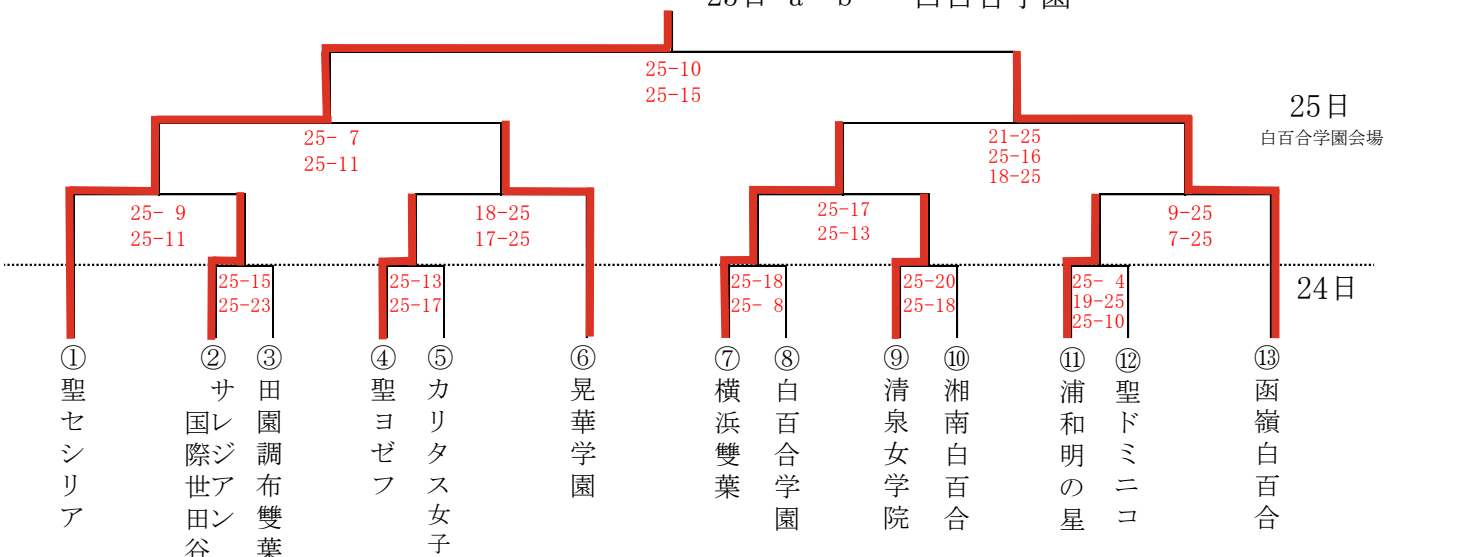 25-10
25-15
25日
白百合学園会場
25- 7
25-11
21-25
25-16
18-25
25- 9
25-11
18-25
17-25
25-17
25-13
9-25
7-25
24日
25-15
25-23
25-13
25-17
25-18
25- 8
25-20
25-18
25- 4
19-25
25-10
①聖セシリア
②サレジアン
国際世田谷
③田園調布雙葉
④聖ヨゼフ
⑤カリタス女子
⑥晃華学園
⑦横浜雙葉
⑧白百合学園
⑨清泉女学院
⑩湘南白百合
⑪浦和明の星
⑫聖ドミニコ
⑬函嶺白百合